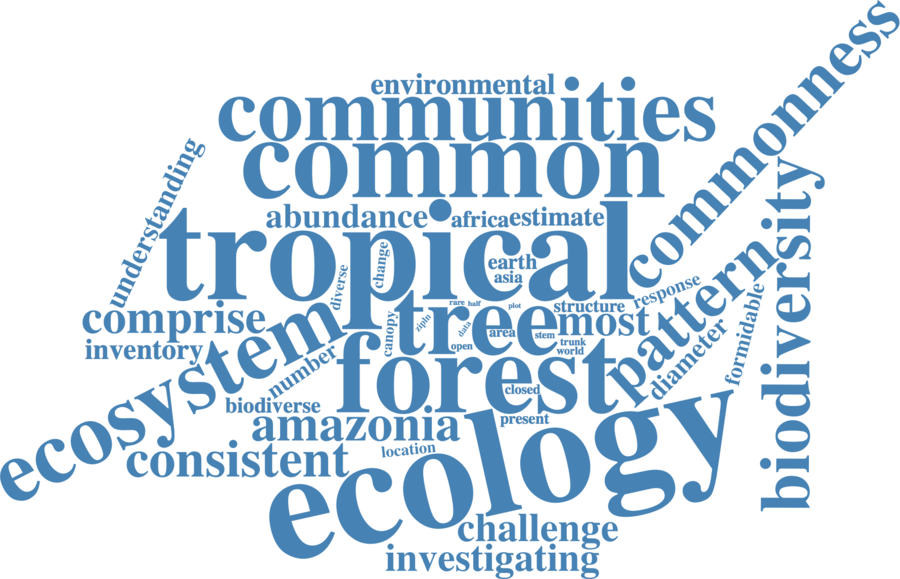 environmental
communities
common
commonness
understanding
abundance
africa
estimate
tropical
biodiversity
change
diverse
earth
asia
pattern
response
comprise
ecosystem
canopy
zipln
rare
half
plot
tree
data
area
stem
structure
most
formidable
inventory
number
open
trunk
world
diameter
forest
closed
biodiverse
present
amazonia
location
consistent
ecology
challenge
investigating